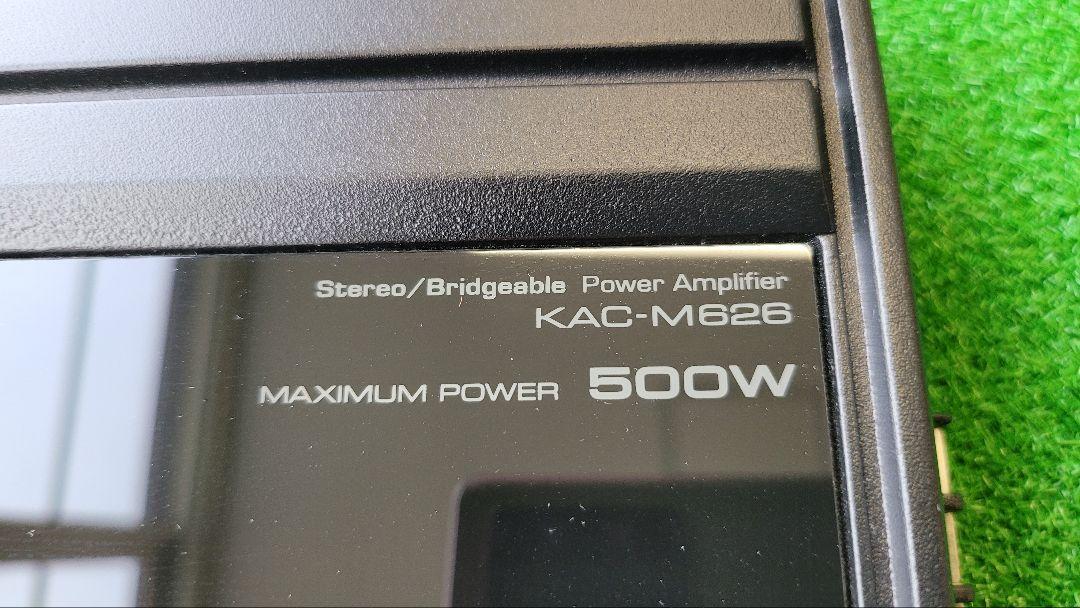 Stereo/Bridgeable Power Amplifier
KAC-M626
MAXIMUM POWER 500W